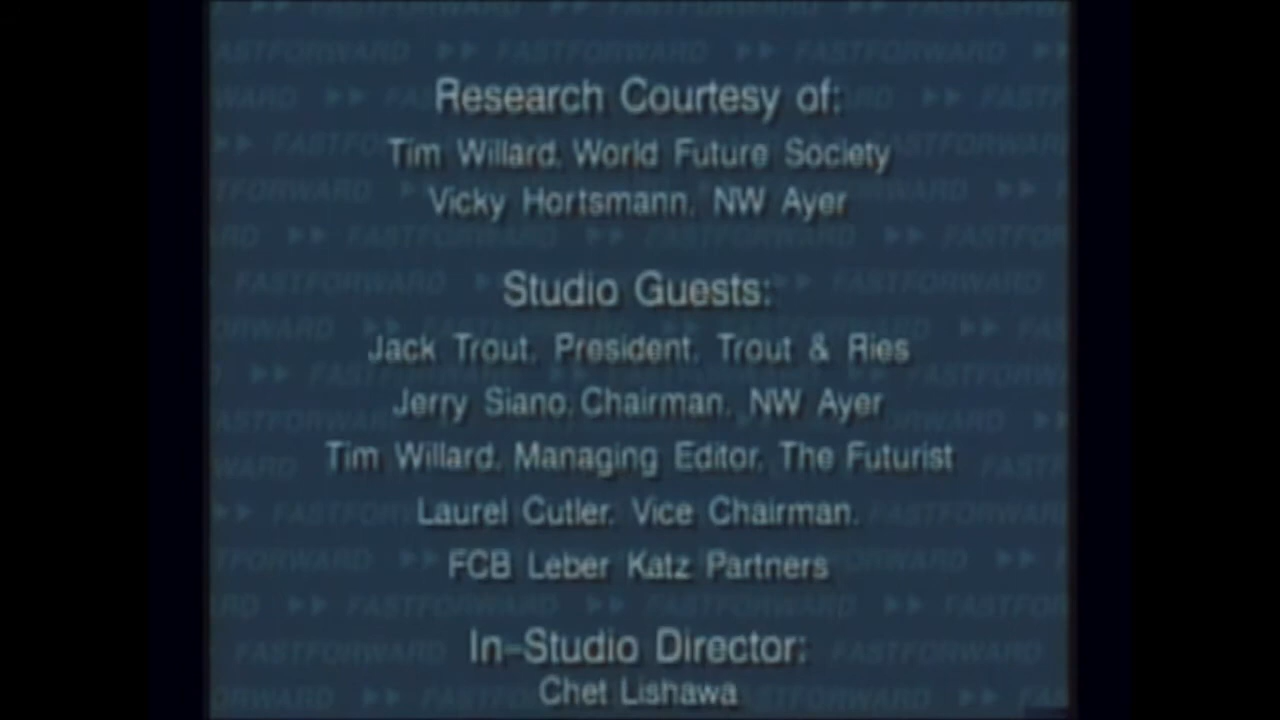 Research Courtesy of:
Tim Willard, World Future Society
Vicky Hortsmann, NW Ayer
Studio Guests:
Jack Trout, President, Trout & Ries
Jerry Siano, Chairman, NW Ayer
Tim Willard, Managing Editor, The Futurist
Laurel Cutler, Vice Chairman,
FCB Leber Katz Partners
In-Studio Director:
Chet Lishawa